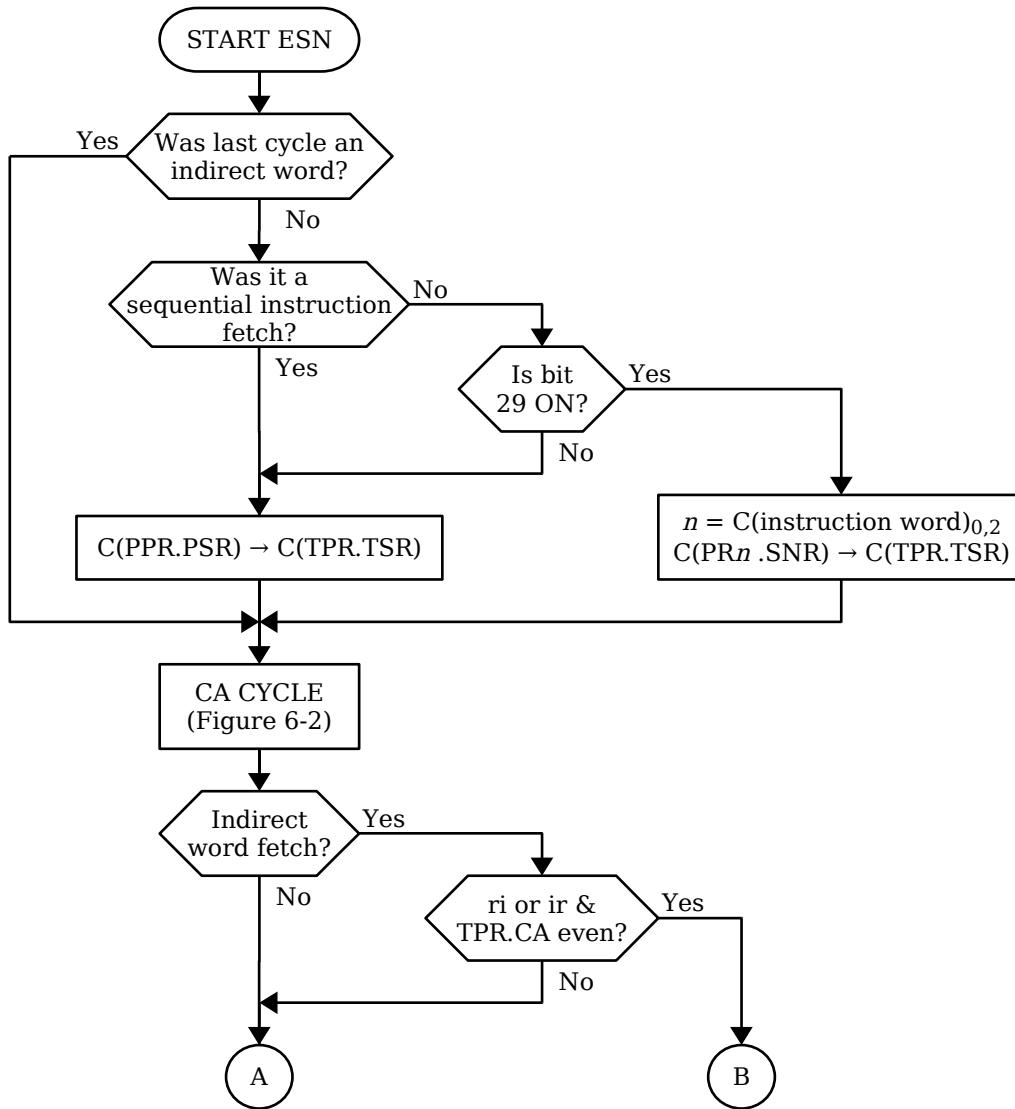 START ESN
Yes
Was last cycle an
indirect word?
No
Was it a
sequential instruction
fetch?
No
Yes
Is bit
29 ON?
Yes
No
C(PPR.PSR) → C(TPR.TSR)
n = C(instruction word)0,2
C(PRn .SNR) → C(TPR.TSR)
CA CYCLE
(Figure 6-2)
Indirect
word fetch?
Yes
No
ri or ir &
TPR.CA even?
Yes
No
A
B